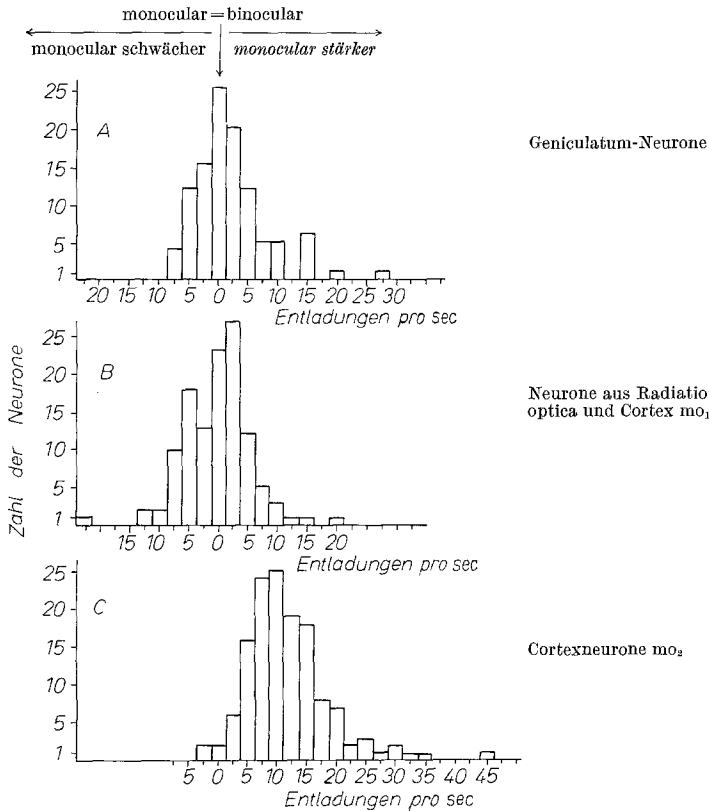 monocular = binocular
monocular schwächer monocular stärker
Zahl der Neurone
A
25
20
15
10
5
1
20 15 10 5 0 5 10 15 20 25 30
Entladungen pro sec
Geniculatum-Neurone
B
25
20
15
10
5
1
15 10 5 0 5 10 15 20
Entladungen pro sec
Neurone aus Radiatio
optica und Cortex mo₁
C
25
20
15
10
5
1
5 0 5 10 15 20 25 30 35 40 45
Entladungen pro sec
Cortexneurone mo₂